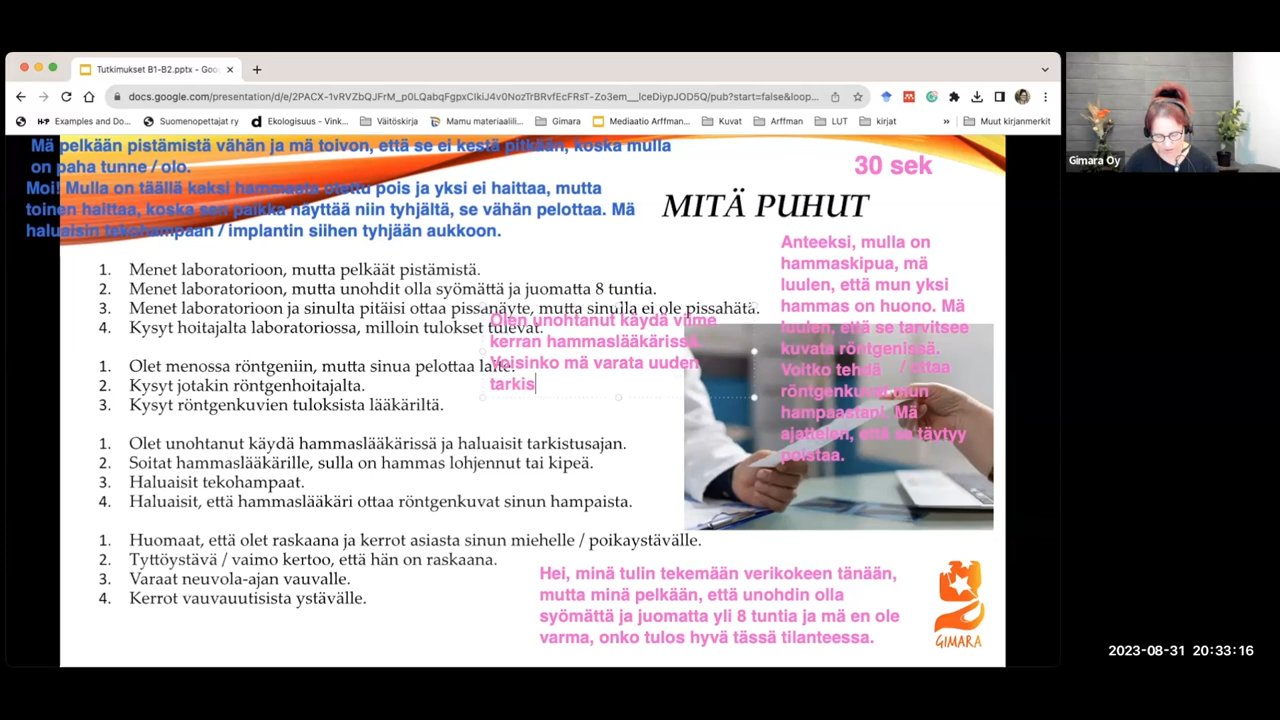 Tutkimukset B1-B2.pptx - Goo
docs.google.com/presentation/d/e/2PACX-1vRVZbQJFrM_p0LQabqFgpxClkiJ4v0NozTrBRvfEcFRsT-Zo3em__lceDiypJOD5Q/pub?start=false&loop...
Examples and Do... Suomenopettajat ry Ekologisuus - Vink... Väitöskirja Mamu materiaalil... Gimara Mediaatio Arffman... Kuvat Arffman LUT kirjat » Muut kirjanmerkit
Mä pelkään pistämistä vähän ja mä toivon, että se ei kestä pitkään, koska mulla
on paha tunne / olo.
Moi! Mulla on täällä kaksi hammasta otettu pois ja yksi ei haittaa, mutta
toinen haittaa, koska sen paikka näyttää niin tyhjältä, se vähän pelottaa. Mä
haluaisin tekohampaan / implantin siihen tyhjään aukkoon.
30 sek
MITÄ PUHUT
1. Menet laboratorioon, mutta pelkäät pistämistä.
2. Menet laboratorioon, mutta unohdit olla syömättä ja juomatta 8 tuntia.
3. Menet laboratorioon ja sinulta pitäisi ottaa pissanäyte, mutta sinulla ei ole pissahätä.
4. Kysyt hoitajalta laboratoriossa, milloin tulokset tulevat.
1. Olet menossa röntgeniin, mutta sinua pelottaa laite.
2. Kysyt jotakin röntgenhoitajalta.
3. Kysyt röntgenkuvien tuloksista lääkäriltä.
1. Olet unohtanut käydä hammaslääkärissä ja haluaisit tarkistusajan.
2. Soitat hammaslääkärille, sulla on hammas lohjennut tai kipeä.
3. Haluaisit tekohampaat.
4. Haluaisit, että hammaslääkäri ottaa röntgenkuvat sinun hampaista.
1. Huomaat, että olet raskaana ja kerrot asiasta sinun miehelle / poikaystävälle.
2. Tyttöystävä / vaimo kertoo, että hän on raskaana.
3. Varaat neuvola-ajan vauvalle.
4. Kerrot vauvauutisista ystävälle.
Olen unohtanut käydä viime
kerran hammaslääkärissä.
Voisinko mä varata uuden
tarkis
Anteeksi, mulla on
hammaskipua, mä
luulen, että mun yksi
hammas on huono. Mä
luulen, että se tarvitsee
kuvata röntgenissä.
Voitko tehdä / ottaa
röntgenkuvat mun
hampaastani. Mä
ajattelen, että se täytyy
poistaa.
Hei, minä tulin tekemään verikokeen tänään,
mutta minä pelkään, että unohdin olla
syömättä ja juomatta yli 8 tuntia ja mä en ole
varma, onko tulos hyvä tässä tilanteessa.
GIMARA
Gimara Oy
2023-08-31 20:33:16